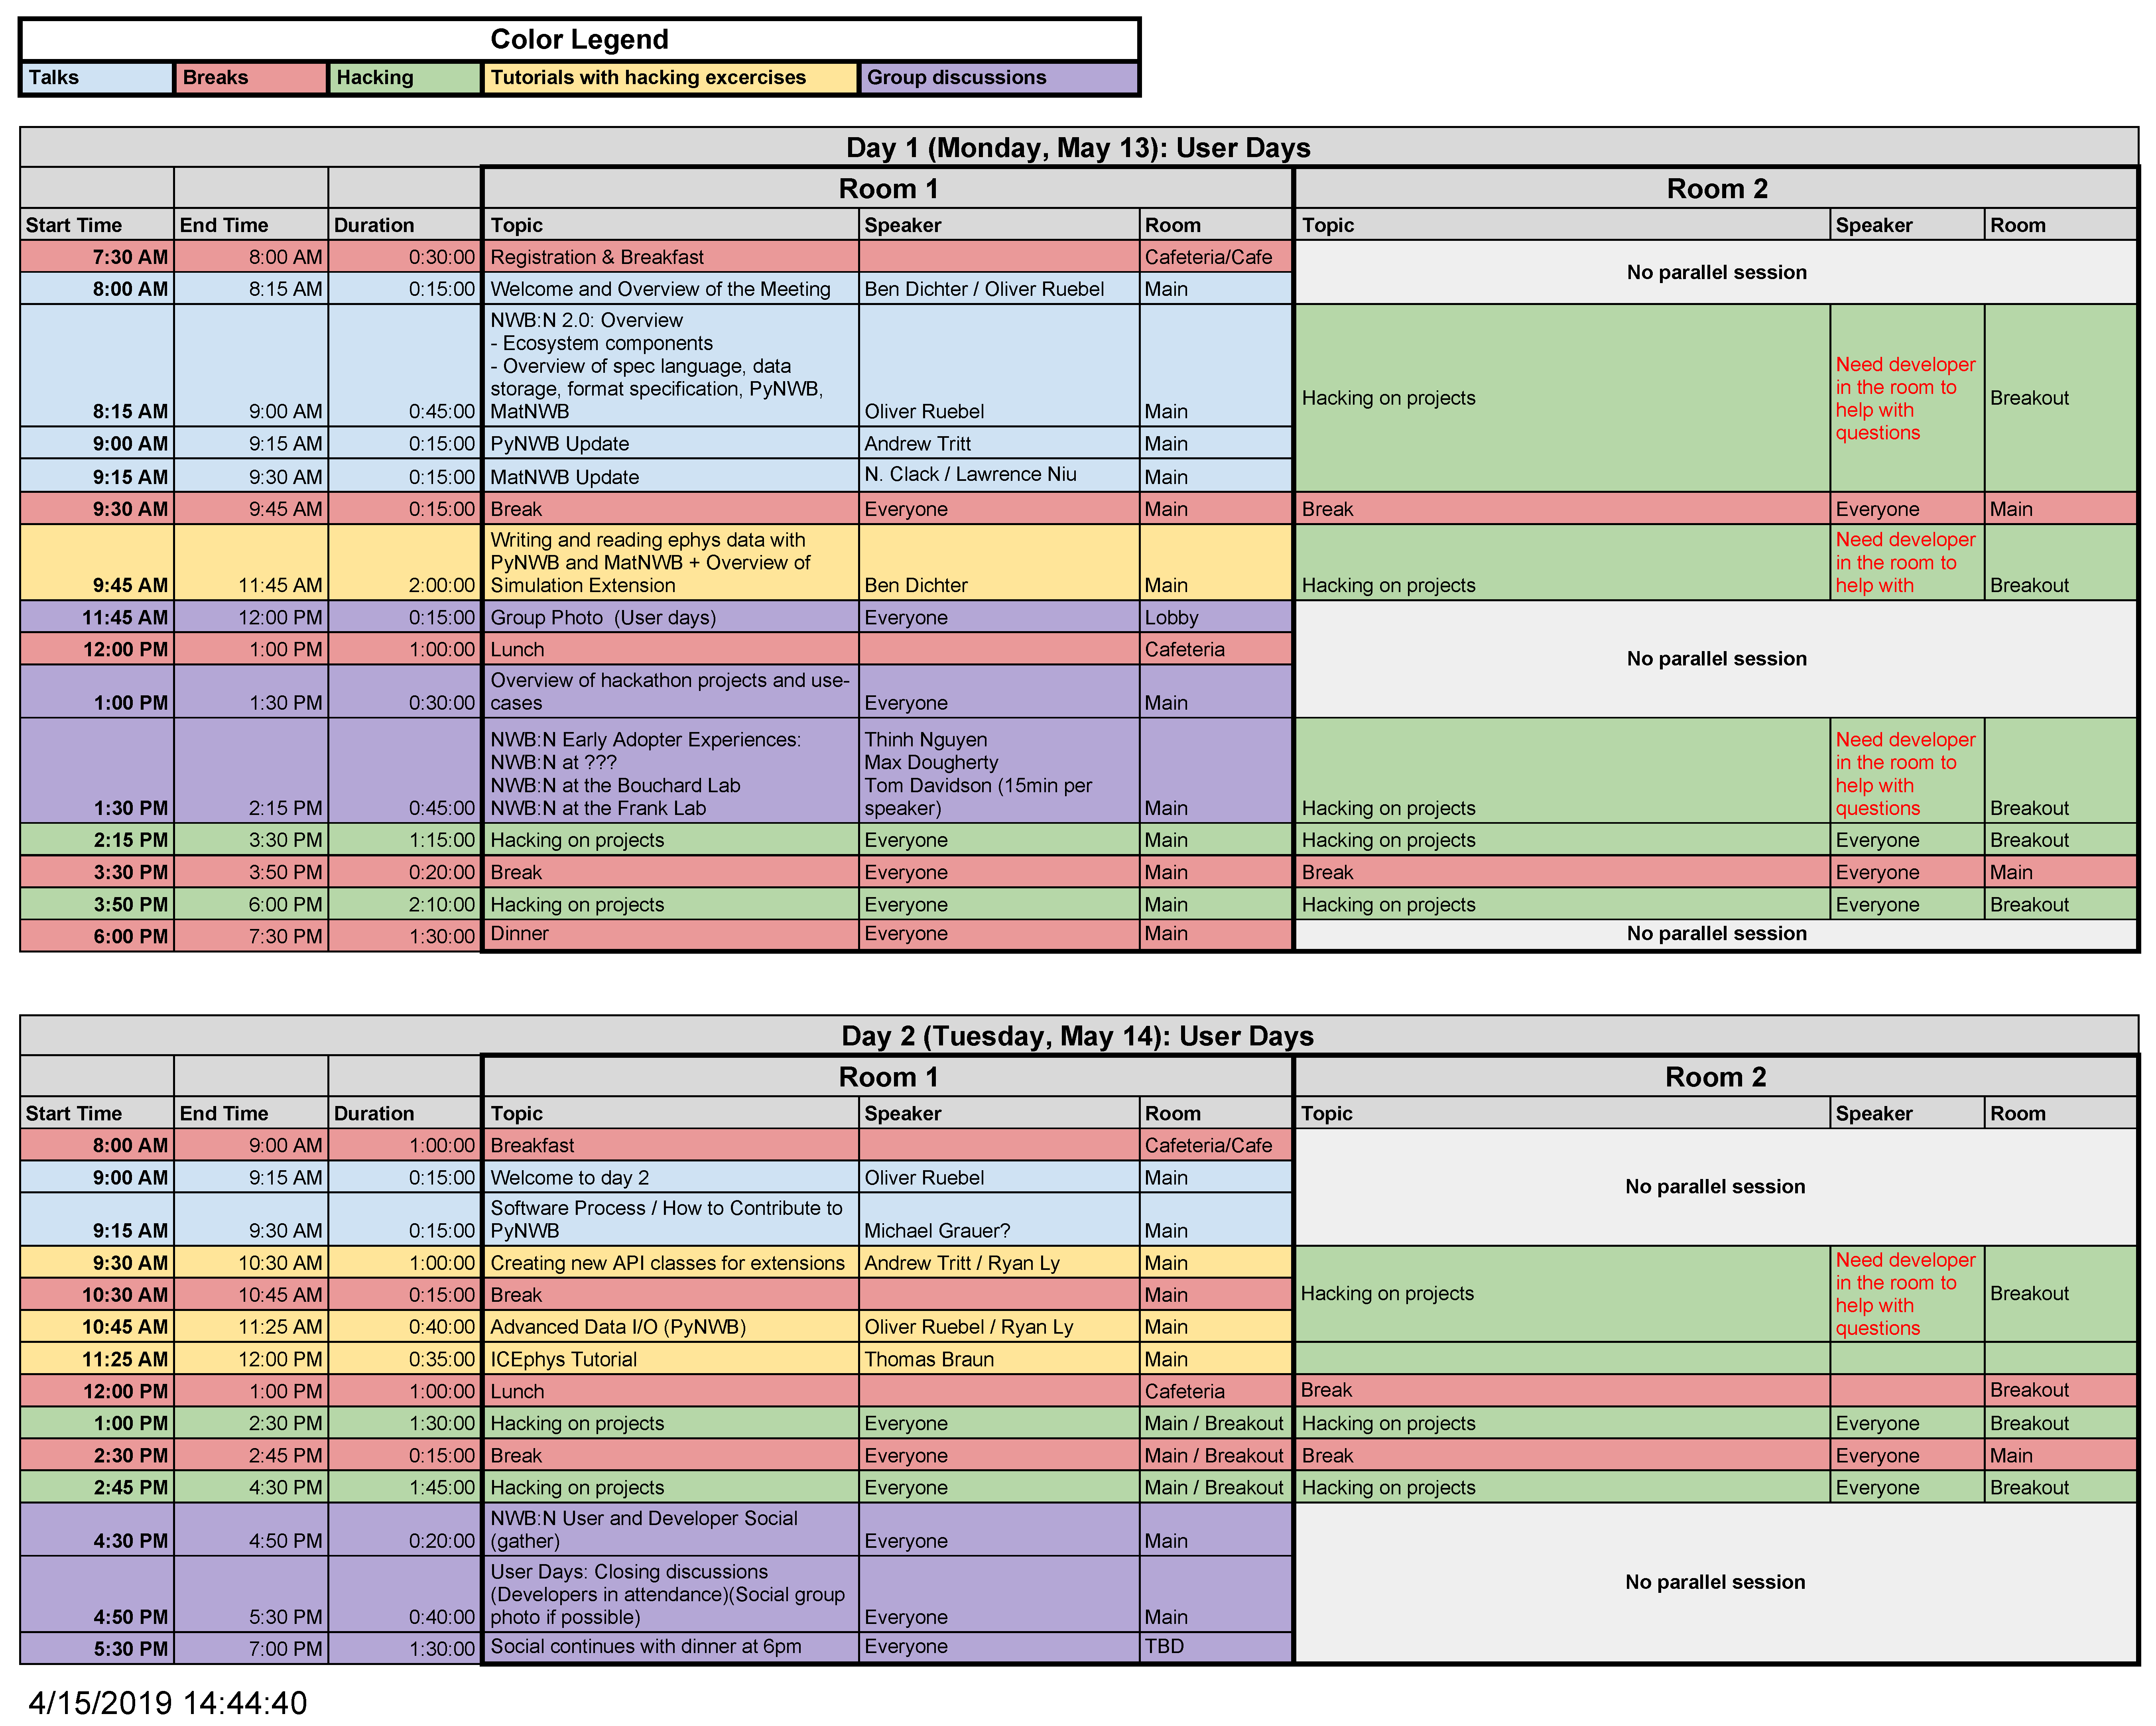 Color Legend
Talks Breaks Hacking Tutorials with hacking excercises Group discussions
Day 1 (Monday, May 13): User Days
Room 1 Room 2
Start Time End Time Duration Topic Speaker Room Topic Speaker Room
7:30 AM 8:00 AM 0:30:00 Registration & Breakfast Cafeteria/Cafe
No parallel session
8:00 AM 8:15 AM 0:15:00 Welcome and Overview of the Meeting Ben Dichter / Oliver Ruebel Main
NWB:N 2.0: Overview
- Ecosystem components
- Overview of spec language, data
storage, format specification, PyNWB,
8:15 AM 9:00 AM 0:45:00 MatNWB Oliver Ruebel Main
Hacking on projects
Need developer
in the room to
help with
questions
Breakout
9:00 AM 9:15 AM 0:15:00 PyNWB Update Andrew Tritt Main
9:15 AM 9:30 AM 0:15:00 MatNWB Update N. Clack / Lawrence Niu Main
9:30 AM 9:45 AM 0:15:00 Break Everyone Main Break Everyone Main
Writing and reading ephys data with
PyNWB and MatNWB + Overview of
9:45 AM 11:45 AM 2:00:00 Simulation Extension Ben Dichter Main
Hacking on projects
Need developer
in the room to
help with
Breakout
11:45 AM 12:00 PM 0:15:00 Group Photo (User days) Everyone Lobby
12:00 PM 1:00 PM 1:00:00 Lunch Cafeteria
No parallel session
Overview of hackathon projects and use-
1:00 PM 1:30 PM 0:30:00 cases Everyone Main
NWB:N Early Adopter Experiences:
NWB:N at ???
NWB:N at the Bouchard Lab
1:30 PM 2:15 PM 0:45:00 NWB:N at the Frank Lab
Thinh Nguyen
Max Dougherty
Tom Davidson (15min per
speaker) Main
Hacking on projects
Need developer
in the room to
help with
questions
Breakout
2:15 PM 3:30 PM 1:15:00 Hacking on projects Everyone Main Hacking on projects Everyone Breakout
3:30 PM 3:50 PM 0:20:00 Break Everyone Main Break Everyone Main
3:50 PM 6:00 PM 2:10:00 Hacking on projects Everyone Main Hacking on projects Everyone Breakout
6:00 PM 7:30 PM 1:30:00 Dinner Everyone Main No parallel session
Day 2 (Tuesday, May 14): User Days
Room 1 Room 2
Start Time End Time Duration Topic Speaker Room Topic Speaker Room
8:00 AM 9:00 AM 1:00:00 Breakfast Cafeteria/Cafe
9:00 AM 9:15 AM 0:15:00 Welcome to day 2 Oliver Ruebel Main
No parallel session
Software Process / How to Contribute to
9:15 AM 9:30 AM 0:15:00 PyNWB Michael Grauer? Main
9:30 AM 10:30 AM 1:00:00 Creating new API classes for extensions Andrew Tritt / Ryan Ly Main
10:30 AM 10:45 AM 0:15:00 Break Main
Hacking on projects
Need developer
in the room to
help with
questions
Breakout
10:45 AM 11:25 AM 0:40:00 Advanced Data I/O (PyNWB) Oliver Ruebel / Ryan Ly Main
11:25 AM 12:00 PM 0:35:00 ICEphys Tutorial Thomas Braun Main
12:00 PM 1:00 PM 1:00:00 Lunch Cafeteria Break Breakout
1:00 PM 2:30 PM 1:30:00 Hacking on projects Everyone Main / Breakout Hacking on projects Everyone Breakout
2:30 PM 2:45 PM 0:15:00 Break Everyone Main / Breakout Break Everyone Main
2:45 PM 4:30 PM 1:45:00 Hacking on projects Everyone Main / Breakout Hacking on projects Everyone Breakout
NWB:N User and Developer Social
4:30 PM 4:50 PM 0:20:00 (gather) Everyone Main
User Days: Closing discussions
(Developers in attendance)(Social group
4:50 PM 5:30 PM 0:40:00 photo if possible) Everyone Main
No parallel session
5:30 PM 7:00 PM 1:30:00 Social continues with dinner at 6pm Everyone TBD
4/15/2019 14:44:40